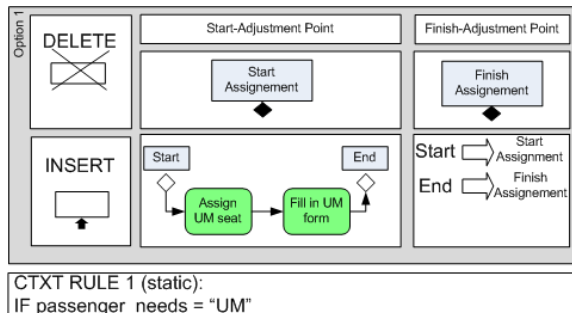 Option 1
DELETE
Start-Adjustment Point
Finish-Adjustment Point
Start
Assignement
Finish
Assignement
INSERT
Start
End
Assign
UM seat
Fill in UM
form
Start
Start
Assignment
End
Finish
Assignement
CTXT RULE 1 (static):
IF passenger_needs = “UM”